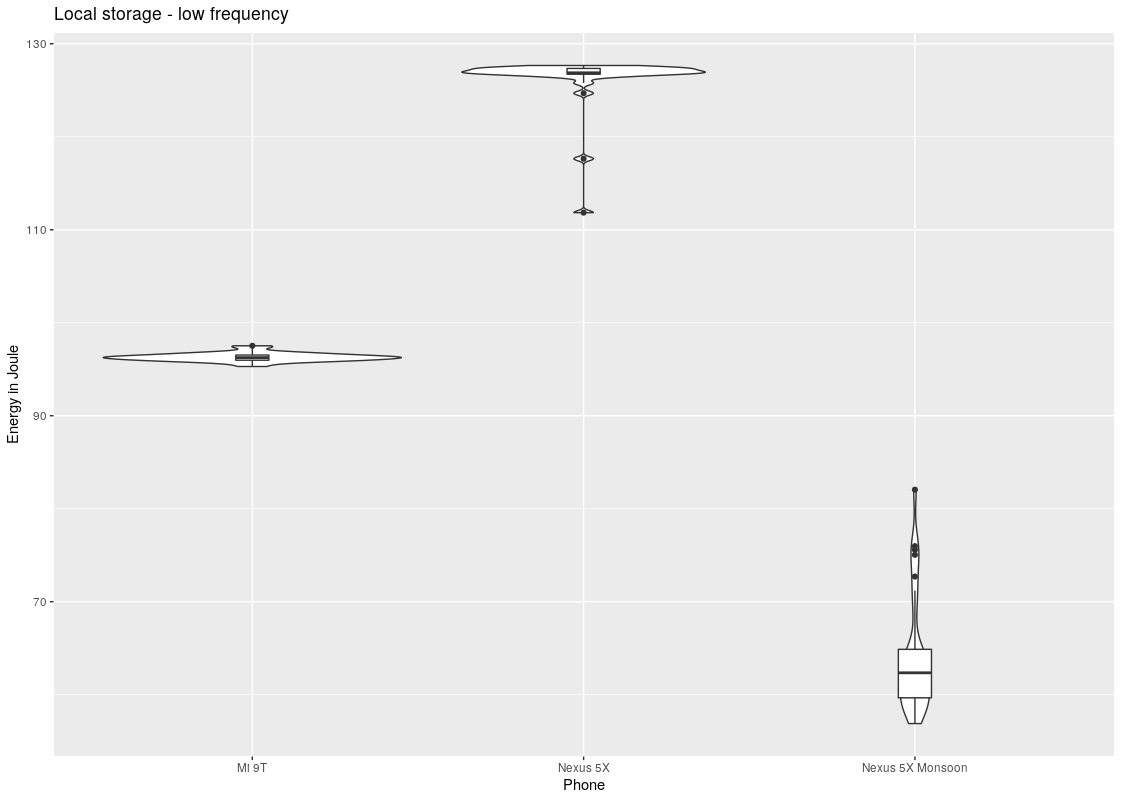 Local storage - low frequency
130
110
90
70
Energy in Joule
MI 9T
Nexus 5X
Nexus 5X Monsoon
Phone